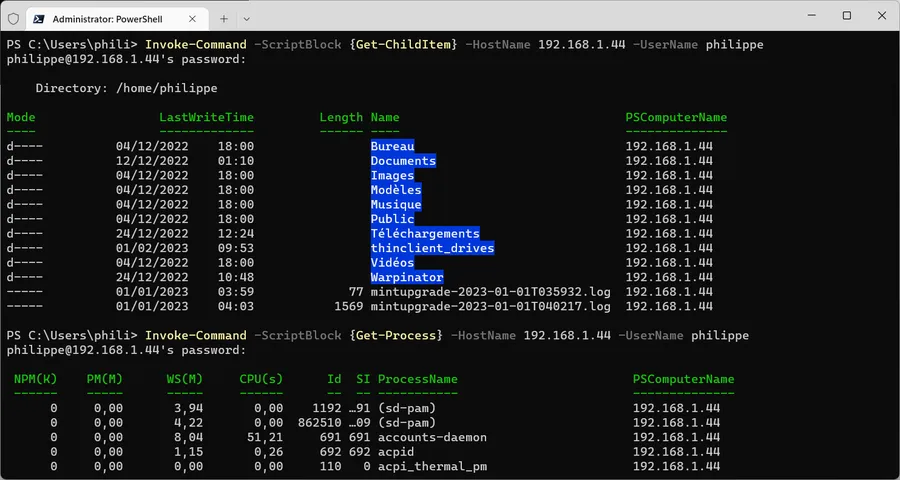 Administrator: PowerShell
PS C:\Users\phili> Invoke-Command -ScriptBlock {Get-ChildItem} -HostName 192.168.1.44 -UserName philippe
philippe@192.168.1.44's password:
Directory: /home/philippe
Mode LastWriteTime Length Name PSComputerName
---- ------------- ------ ---- --------------
d---- 04/12/2022 18:00 Bureau 192.168.1.44
d---- 12/12/2022 01:10 Documents 192.168.1.44
d---- 04/12/2022 18:00 Images 192.168.1.44
d---- 04/12/2022 18:00 Modèles 192.168.1.44
d---- 04/12/2022 18:00 Musique 192.168.1.44
d---- 04/12/2022 18:00 Public 192.168.1.44
d---- 24/12/2022 12:24 Téléchargements 192.168.1.44
d---- 01/02/2023 09:53 thinclient_drives 192.168.1.44
d---- 04/12/2022 18:00 Vidéos 192.168.1.44
d---- 24/12/2022 10:48 Warpinator 192.168.1.44
----- 01/01/2023 03:59 77 mintupgrade-2023-01-01T035932.log 192.168.1.44
----- 01/01/2023 04:03 1569 mintupgrade-2023-01-01T040217.log 192.168.1.44
PS C:\Users\phili> Invoke-Command -ScriptBlock {Get-Process} -HostName 192.168.1.44 -UserName philippe
philippe@192.168.1.44's password:
NPM(K) PM(M) WS(M) CPU(s) Id SI ProcessName PSComputerName
------ ----- ----- ------ -- -- ----------- --------------
0 0,00 3,94 0,00 1192 …91 (sd-pam) 192.168.1.44
0 0,00 4,22 0,00 862510 …09 (sd-pam) 192.168.1.44
0 0,00 8,04 51,21 691 691 accounts-daemon 192.168.1.44
0 0,00 1,15 0,26 692 692 acpid 192.168.1.44
0 0,00 0,00 0,00 110 0 acpi_thermal_pm 192.168.1.44